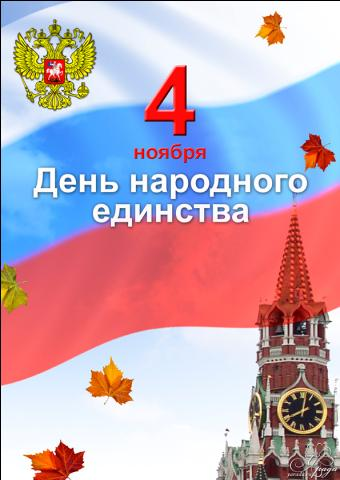 4
ноября
День народного
единства